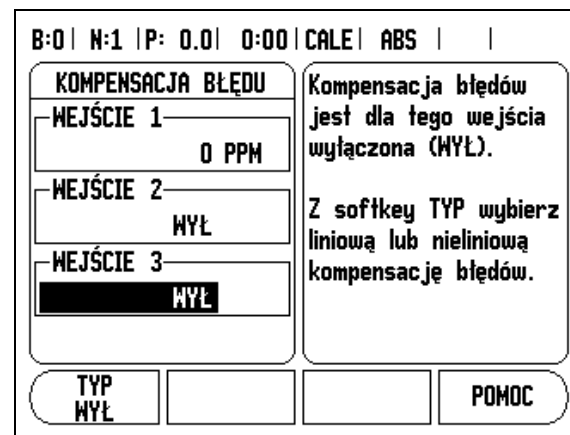 B:0 | N:1 | P: 0.0 | 0:00 | CALE | ABS | |
KOMPENSACJA BŁĘDU
WEJŚCIE 1
0 PPM
WEJŚCIE 2
WYŁ
WEJŚCIE 3
WYŁ
Kompensacja błędów
jest dla tego wejścia
wyłączona (WYŁ).
Z softkey TYP wybierz
liniową lub nieliniową
kompensację błędów.
TYP
WYŁ
POMOC